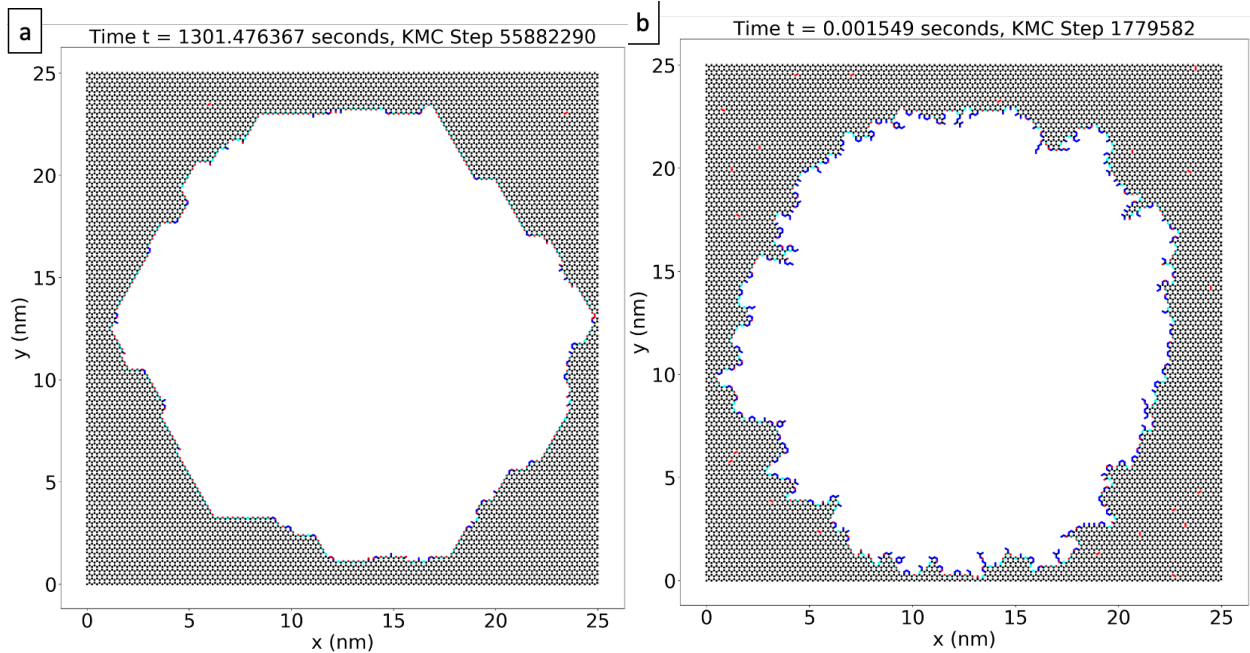 a
Time t = 1301.476367 seconds, KMC Step 55882290
25
20
15
10
5
0
y (nm)
0 5 10 15 20 25
x (nm)
b
Time t = 0.001549 seconds, KMC Step 1779582
25
20
15
10
5
0
y (nm)
0 5 10 15 20 25
x (nm)